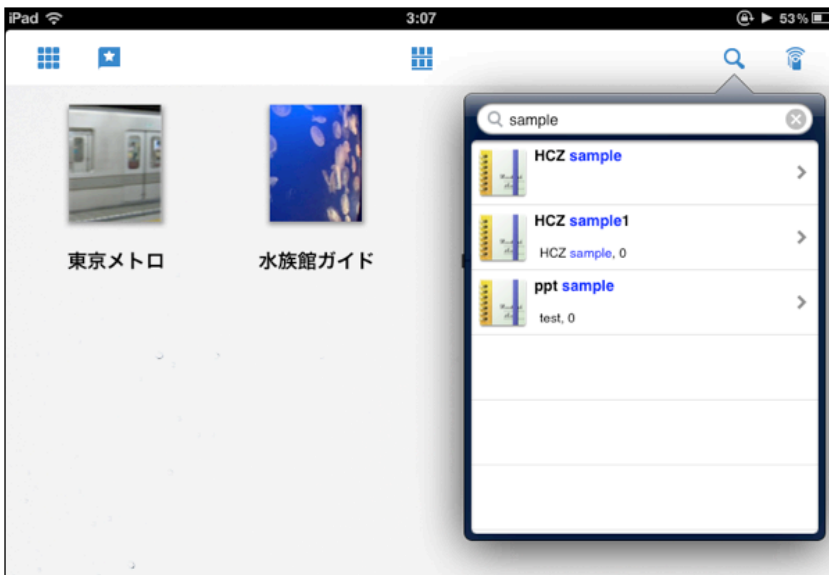 iPad
3:07
53%
sample
HCZ sample
HCZ sample1
HCZ sample, 0
ppt sample
test, 0
東京メトロ
水族館ガイド